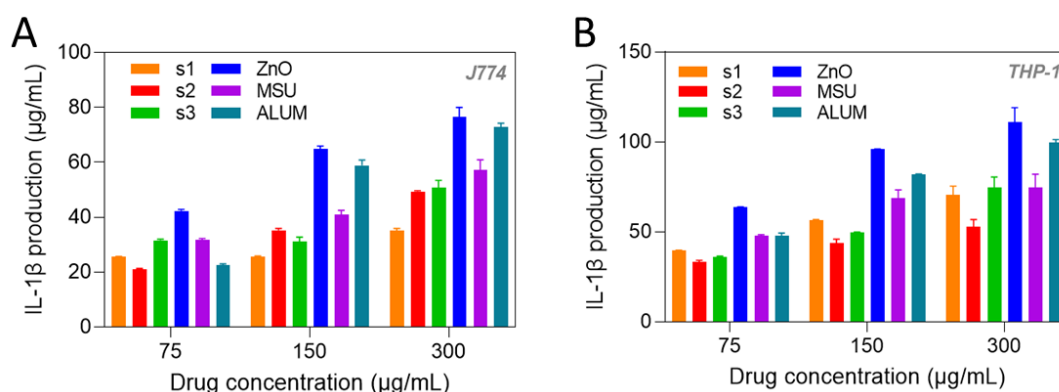 A
IL-1β production (µg/mL)
100
80
60
40
20
0
s1 ZnO
s2 MSU
s3 ALUM
J774
75 150 300
Drug concentration (µg/mL)
B
IL-1β production (µg/mL)
150
100
50
0
s1 ZnO
s2 MSU
s3 ALUM
THP-1
75 150 300
Drug concentration (µg/mL)